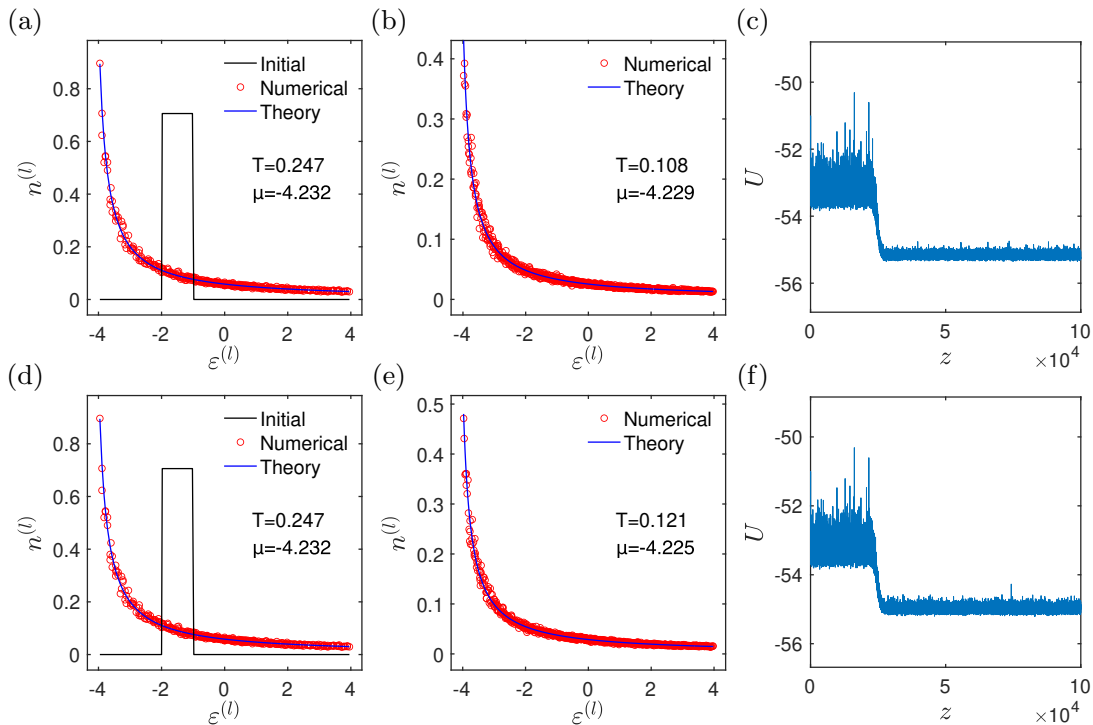 (a)
0.8
0.6
0.4
0.2
0
n^{(l)}
Initial
Numerical
Theory
T=0.247
μ=-4.232
-4 -2 0 2 4
ε^{(l)}
(b)
0.4
0.3
0.2
0.1
0
n^{(l)}
Numerical
Theory
T=0.108
μ=-4.229
-4 -2 0 2 4
ε^{(l)}
(c)
-50
-52
-54
-56
U
0 5 10
z
×10^4
(d)
0.8
0.6
0.4
0.2
0
n^{(l)}
Initial
Numerical
Theory
T=0.247
μ=-4.232
-4 -2 0 2 4
ε^{(l)}
(e)
0.5
0.4
0.3
0.2
0.1
0
n^{(l)}
Numerical
Theory
T=0.121
μ=-4.225
-4 -2 0 2 4
ε^{(l)}
(f)
-50
-52
-54
-56
U
0 5 10
z
×10^4